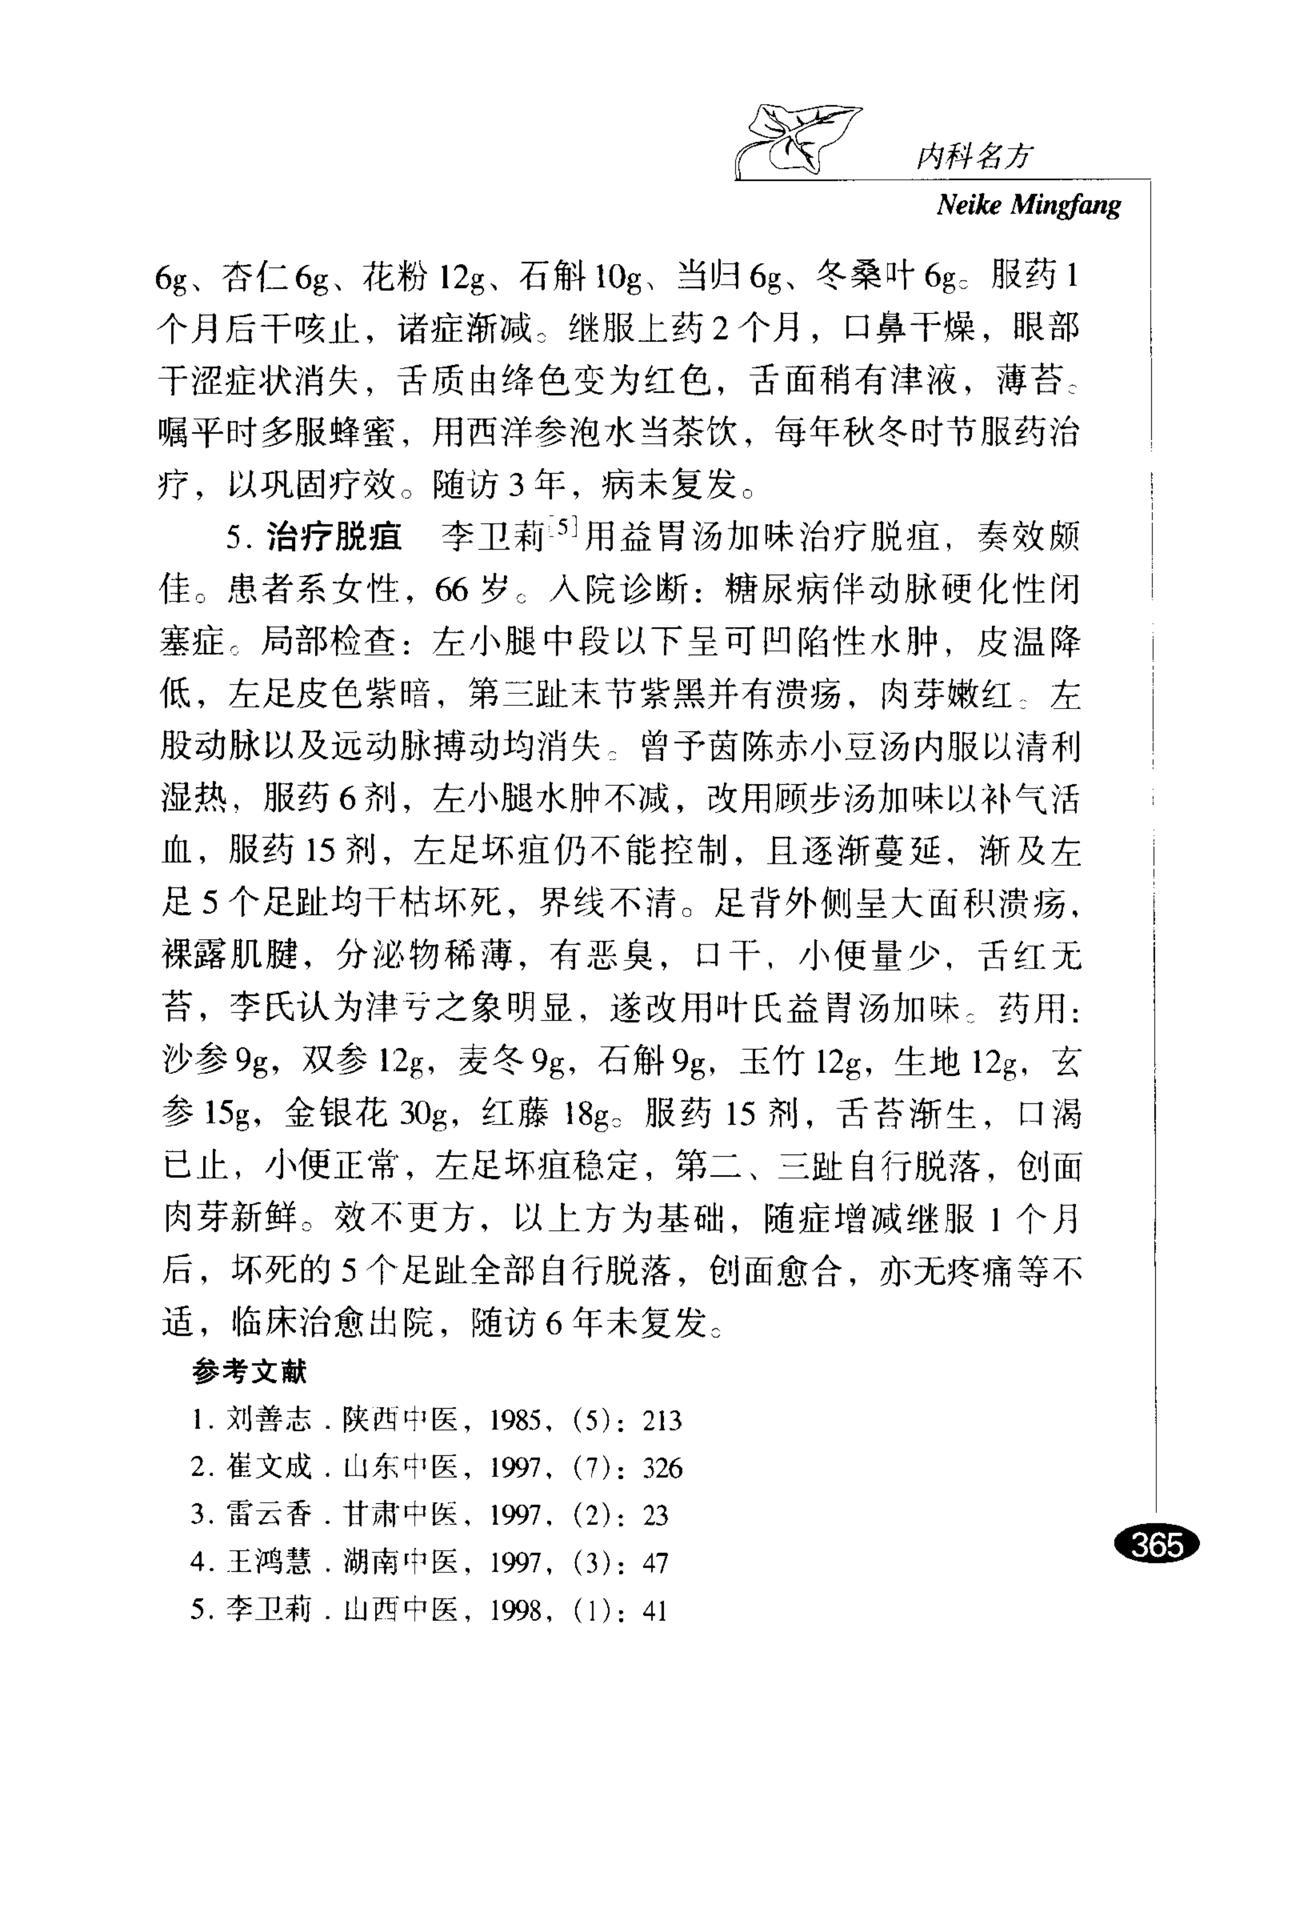 内科名方
Neike Mingfang
6g、杏仁6g、花粉12g、石斛10g、当归6g、冬桑叶6g。服药1
个月后干咳止，诸症渐减。继服上药2个月，口鼻干燥，眼部
干涩症状消失，舌质由绛色变为红色，舌面稍有津液，薄苔。
嘱平时多服蜂蜜，用西洋参泡水当茶饮，每年秋冬时节服药治
疗，以巩固疗效。随访3年，病未复发。
5. 治疗脱疽 李卫莉[5]用益胃汤加味治疗脱疽，奏效颇
佳。患者系女性，66岁。入院诊断：糖尿病伴动脉硬化性闭
塞症。局部检查：左小腿中段以下呈可凹陷性水肿，皮温降
低，左足皮色紫暗，第三趾末节紫黑并有溃疡，肉芽嫩红。左
股动脉以及远动脉搏动均消失。曾予茵陈赤小豆汤内服以清利
湿热，服药6剂，左小腿水肿不减，改用顾步汤加味以补气活
血，服药15剂，左足坏疽仍不能控制，且逐渐蔓延，渐及左
足5个足趾均干枯坏死，界线不清。足背外侧呈大面积溃疡，
裸露肌腱，分泌物稀薄，有恶臭，口干，小便量少，舌红无
苔，李氏认为津亏之象明显，遂改用叶氏益胃汤加味。药用：
沙参9g，双参12g，麦冬9g，石斛9g，玉竹12g，生地12g，玄
参15g，金银花30g，红藤18g。服药15剂，舌苔渐生，口渴
已止，小便正常，左足坏疽稳定，第二、三趾自行脱落，创面
肉芽新鲜。效不更方，以上方为基础，随症增减继服1个月
后，坏死的5个足趾全部自行脱落，创面愈合，亦无疼痛等不
适，临床治愈出院，随访6年未复发。
参考文献
1. 刘善志．陕西中医，1985，(5)：213
2. 崔文成．山东中医，1997，(7)：326
3. 雷云香．甘肃中医，1997，(2)：23
4. 王鸿慧．湖南中医，1997，(3)：47
5. 李卫莉．山西中医，1998，(1)：41
365